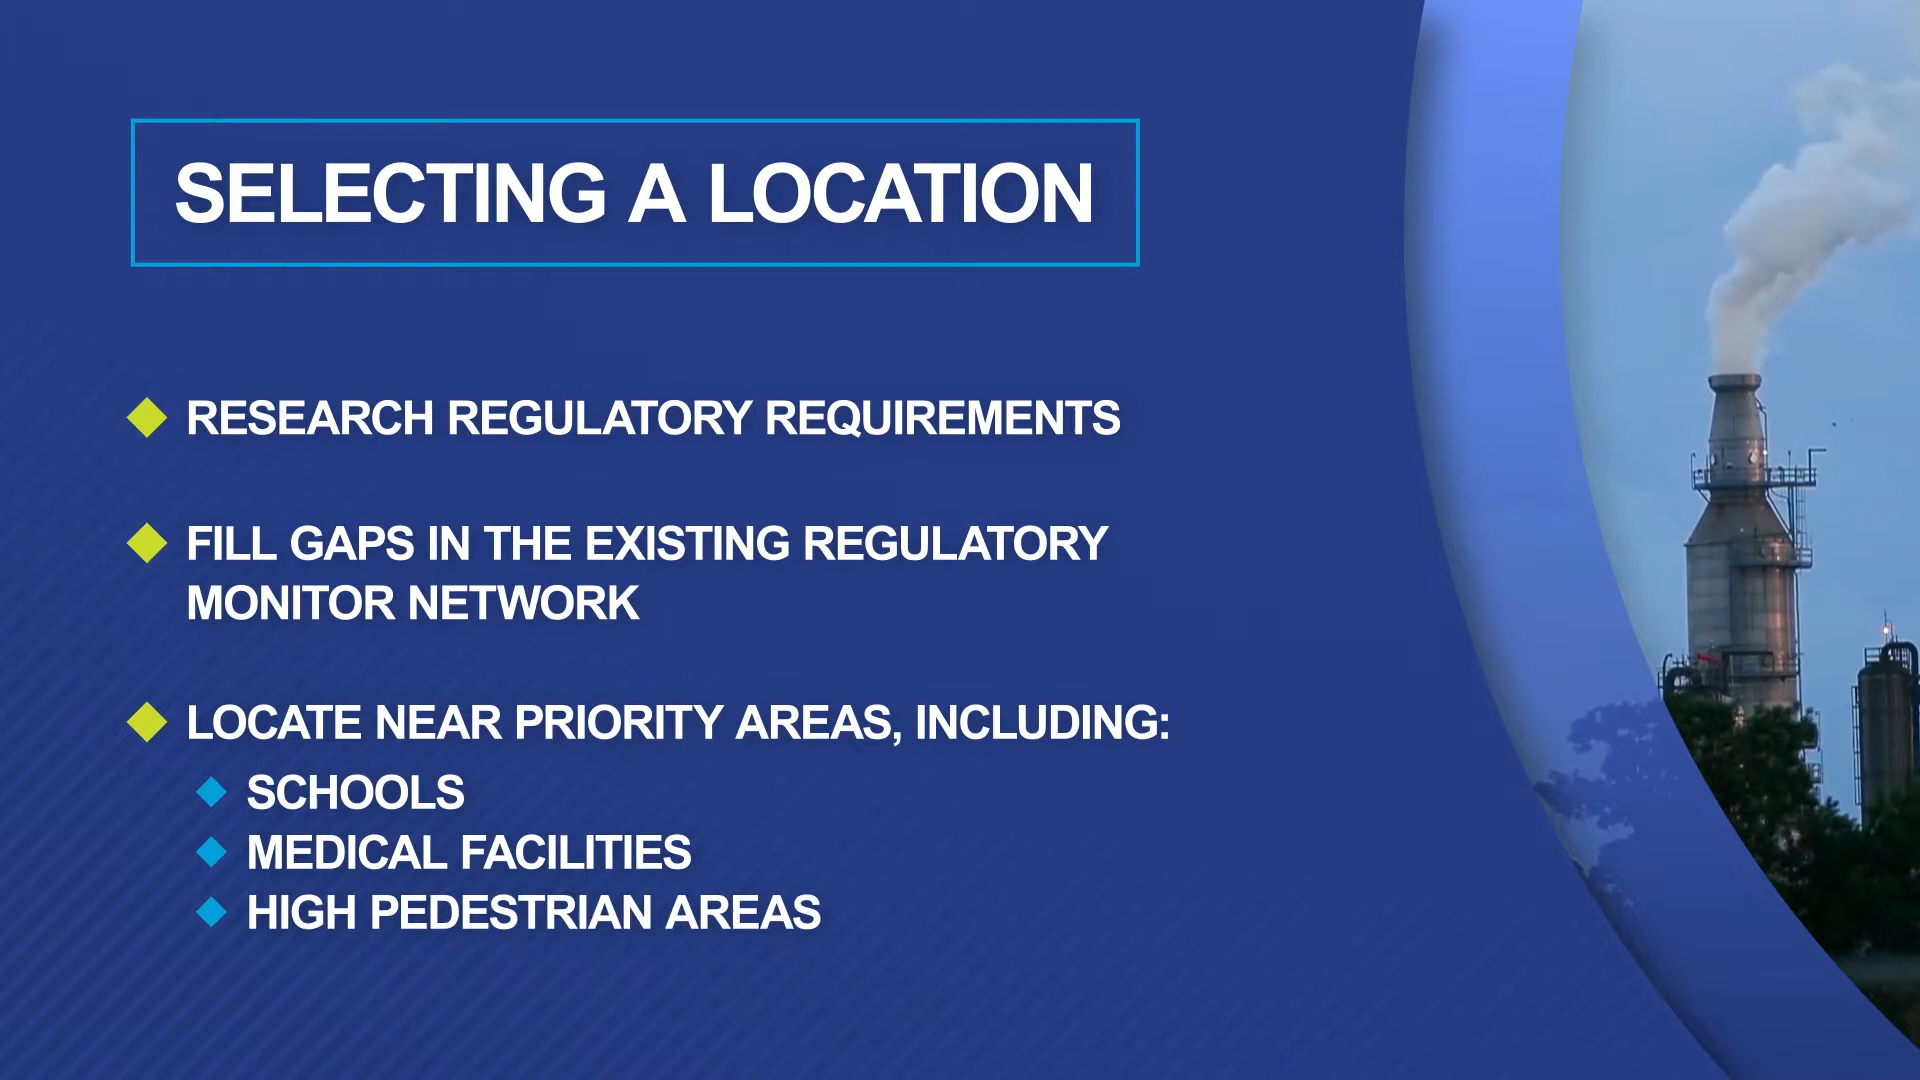 SELECTING A LOCATION
RESEARCH REGULATORY REQUIREMENTS
FILL GAPS IN THE EXISTING REGULATORY
MONITOR NETWORK
LOCATE NEAR PRIORITY AREAS, INCLUDING:
SCHOOLS
MEDICAL FACILITIES
HIGH PEDESTRIAN AREAS